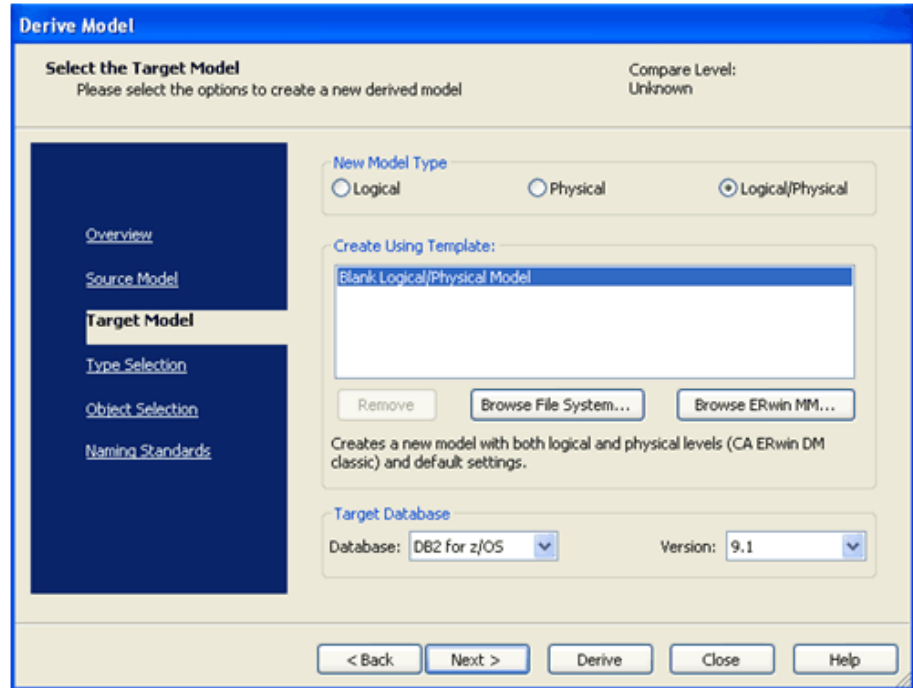 Derive Model
Select the Target Model
Please select the options to create a new derived model
Compare Level:
Unknown
Overview
Source Model
Target Model
Type Selection
Object Selection
Naming Standards
New Model Type
Logical
Physical
Logical/Physical
Create Using Template:
Blank Logical/Physical Model
Remove
Browse File System...
Browse ERwin MM...
Creates a new model with both logical and physical levels (CA ERwin DM
classic) and default settings.
Target Database
Database: DB2 for z/OS
Version: 9.1
< Back
Next >
Derive
Close
Help